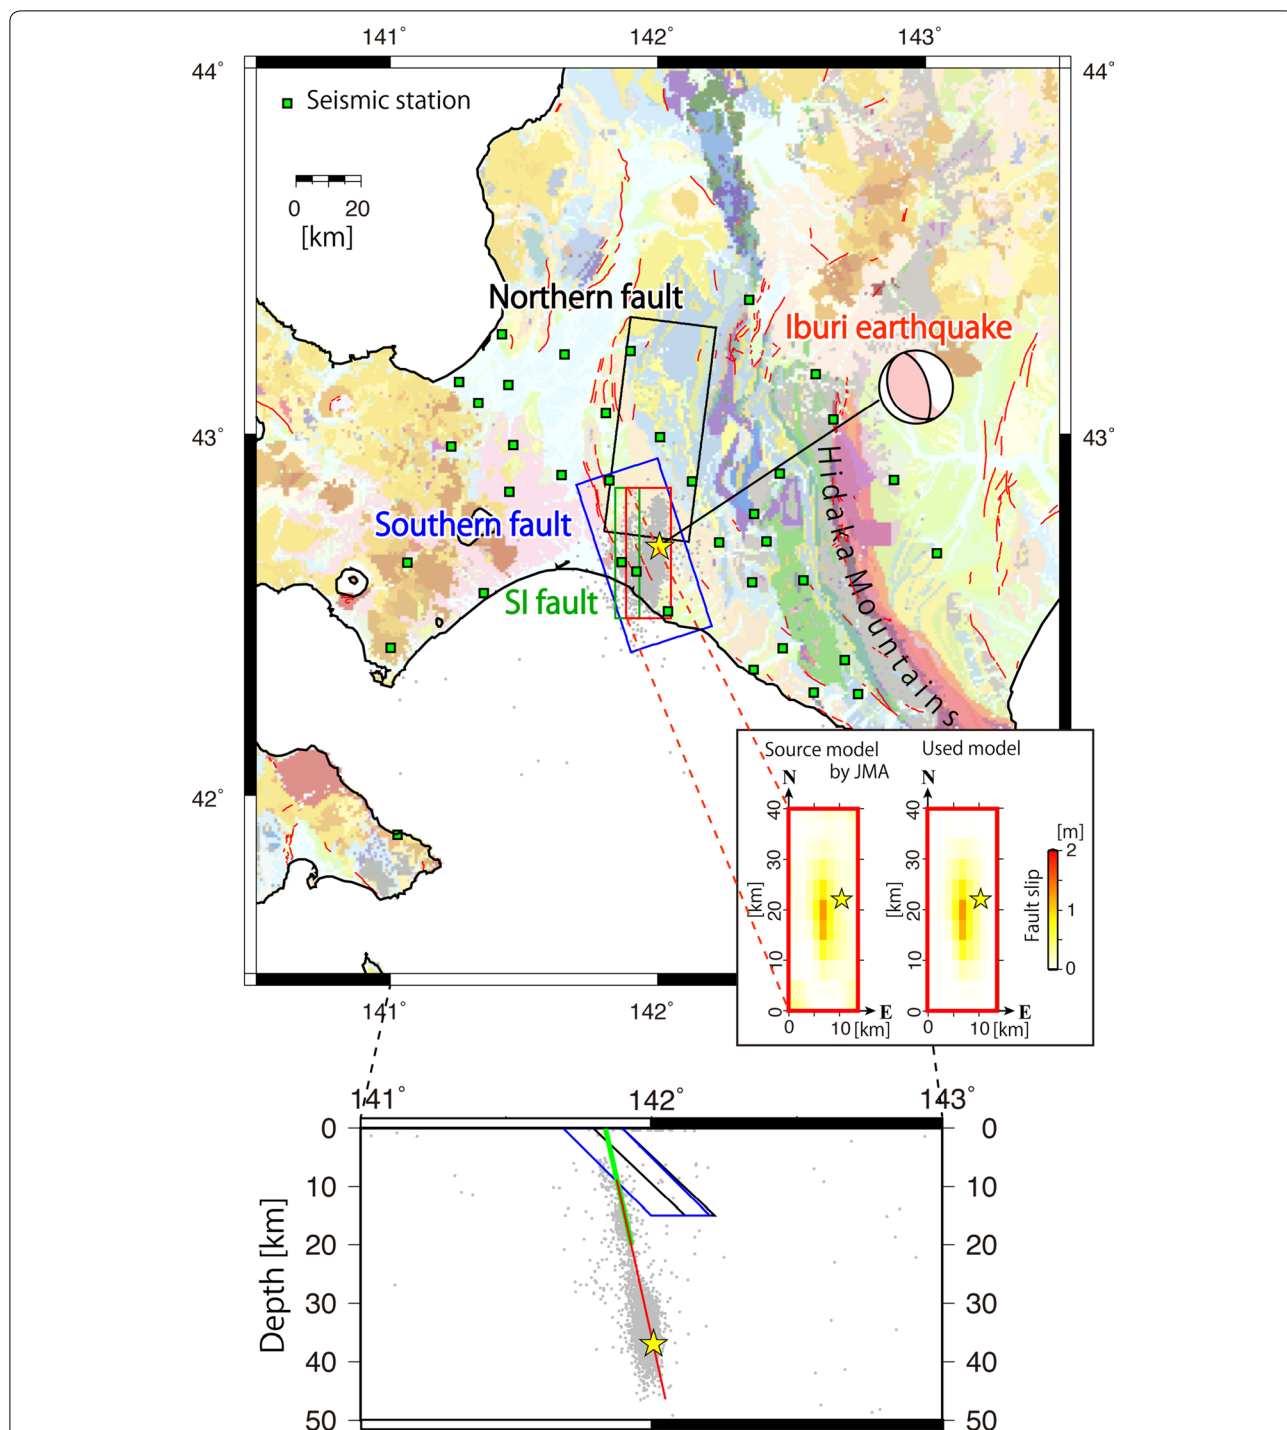 141° 142° 143°
44° 44°
Seismic station
0 20
[km]
Northern fault
Iburi earthquake
43° 43°
Hidaka Mountains
Southern fault
SI fault
42°
Source model
by JMA
Used model
N N
[m]
40 40
30 30
20 20
10 10
0 0
[km] [km]
Fault slip
2
1
0
E E
0 10 [km] 0 10 [km]
141° 142°
141° 142° 143°
0 0
10 10
20 20
30 30
40 40
50 50
Depth [km]